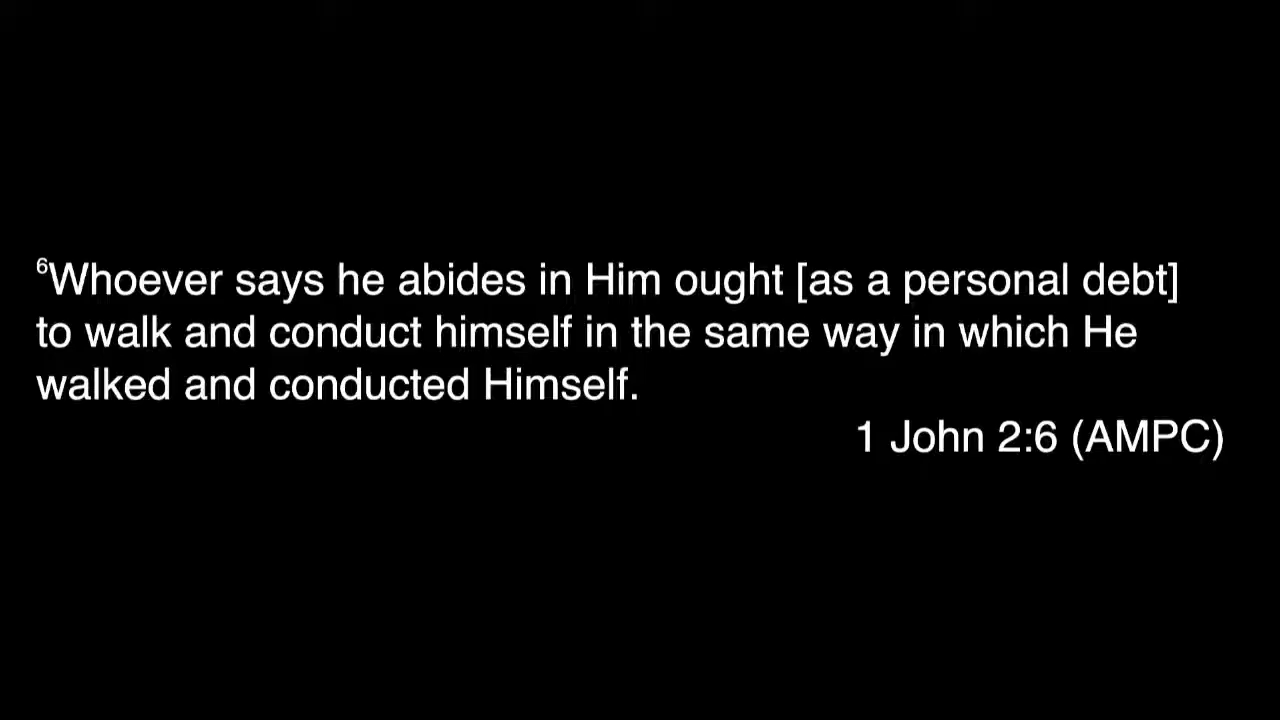 ⁶Whoever says he abides in Him ought [as a personal debt]
to walk and conduct himself in the same way in which He
walked and conducted Himself.
1 John 2:6 (AMPC)